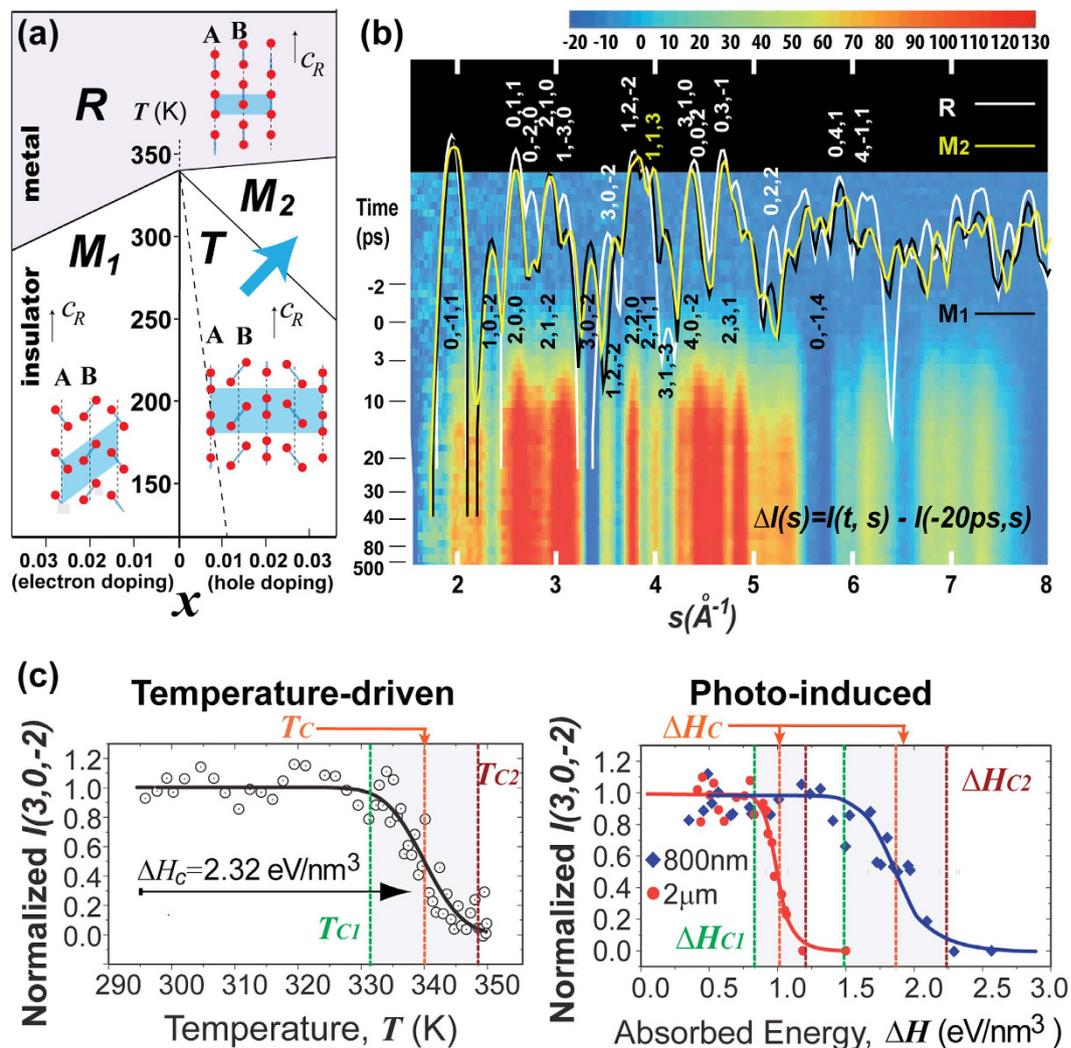 (a)
A B
c_R
R
T (K)
350
metal
M2
300
M1
T
250
insulator
c_R
A B
A B
c_R
200
150
0.03 0.02 0.01 0 0.01 0.02 0.03
(electron doping) (hole doping)
x
(b)
-20 -10 0 10 20 30 40 50 60 70 80 90 100 110 120 130
0,1,1
0,-2,0
2,1,0
1,-3,0
3,0,-2
1,2,-2
1,1,3
3,1,0
0,0,2
0,3,-1
0,2,2
0,4,1
4,-1,1
R
M2
M1
Time
(ps)
-2
0
3
10
20
30
40
80
500
0,-1,1
1,0,-2
2,0,0
2,1,-2
3,0,-2
1,2,-2
2,2,0
2,-1,1
3,1,-3
4,0,-2
2,3,1
0,-1,4
ΔI(s)=I(t, s) - I(-20ps,s)
2 3 4 5 6 7 8
s(Å-1)
(c)
Temperature-driven
TC
TC2
Normalized I(3,0,-2)
1.2
1.0
0.8
0.6
0.4
0.2
0.0
ΔHc=2.32 eV/nm3
TC1
290 300 310 320 330 340 350
Temperature, T (K)
Photo-induced
ΔHC
ΔHC2
Normalized I(3,0,-2)
1.2
1.0
0.8
0.6
0.4
0.2
0.0
800nm
2μm
ΔHC1
0.0 0.5 1.0 1.5 2.0 2.5 3.0
Absorbed Energy, ΔH (eV/nm3)